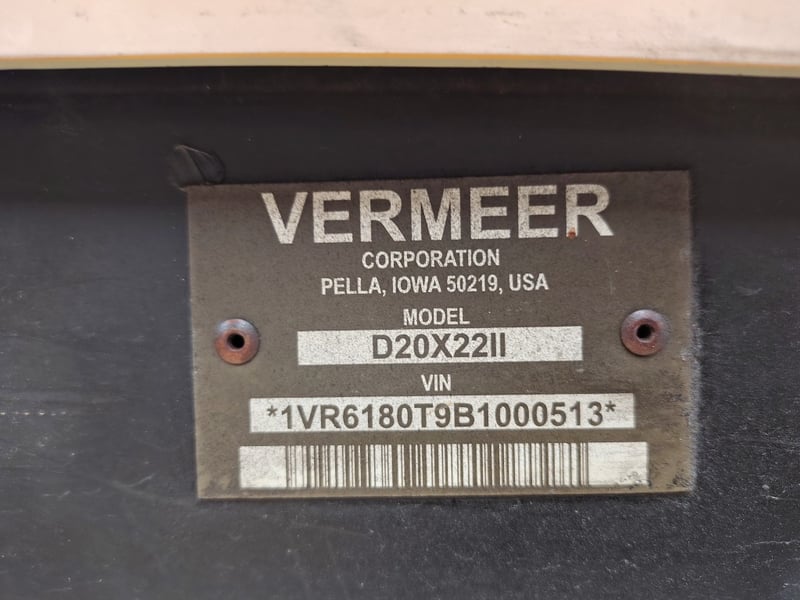 VERMEER
CORPORATION
PELLA, IOWA 50219, USA
MODEL
D20X22II
VIN
*1VR6180T9B1000513*